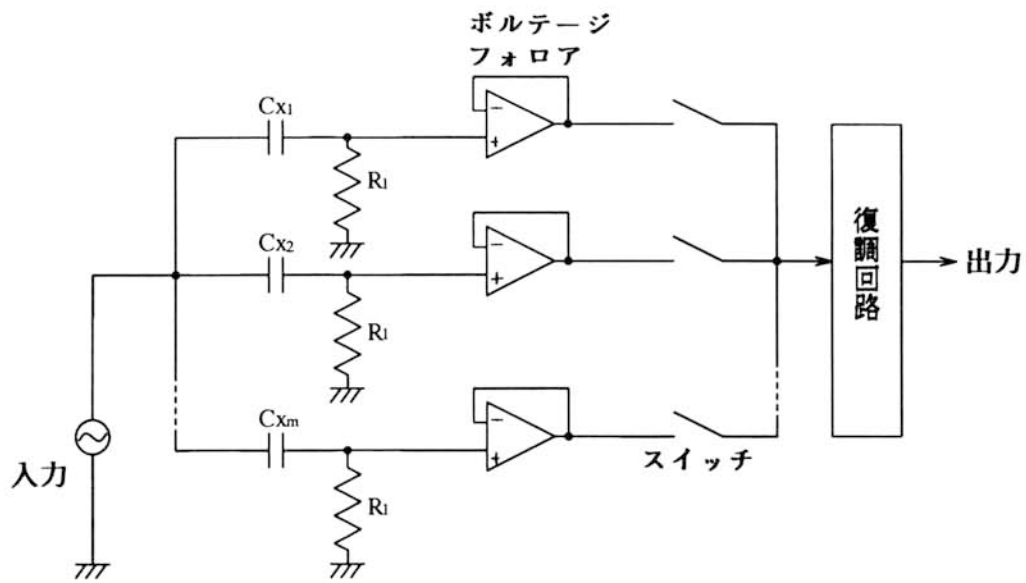 ボルテージ
フォロア
Cx1
−
+
R1
Cx2
−
+
R1
復調回路
出力
Cxm
−
+
スイッチ
入力
R1